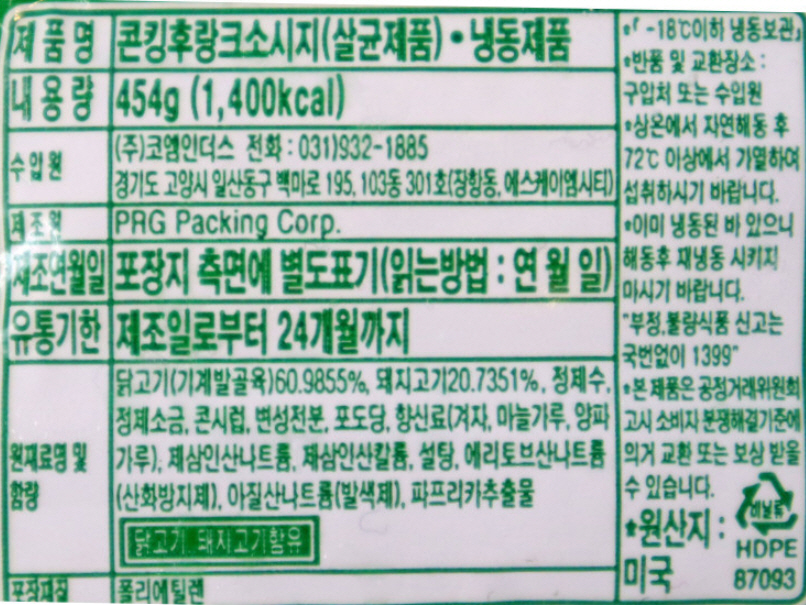 제품명 콘킹후랑크소시지(살균제품)•냉동제품
내용량 454g (1,400kcal)
수입원 (주)코엠인더스 전화 : 031)932-1885
경기도 고양시 일산동구 백마로 195, 103동 301호(장항동, 에스케이엠시티)
제조원 PRG Packing Corp.
제조연월일 포장지 측면에 별도표기(읽는방법 : 연 월 일)
유통기한 제조일로부터 24개월까지
원재료명 및 함량
닭고기(기계발골육)60.9855%, 돼지고기20.7351%, 정제수,
정제소금, 콘시럽, 변성전분, 포도당, 향신료(겨자, 마늘가루, 양파
가루), 제삼인산나트륨, 제삼인산칼륨, 설탕, 에리토브산나트륨
(산화방지제), 아질산나트륨(발색제), 파프리카추출물
닭고기 돼지고기함유
포장재질 폴리에틸렌
*「 -18℃이하 냉동보관」
*반품 및 교환장소 :
구입처 또는 수입원
*상온에서 자연해동 후
72℃ 이상에서 가열하여
섭취하시기 바랍니다.
*이미 냉동된 바 있으니
해동후 재냉동 시키지
마시기 바랍니다.
"부정,불량식품 신고는
국번없이 1399"
*본 제품은 공정거래위원회
고시 소비자 분쟁해결기준에
의거 교환 또는 보상 받을
수 있습니다.
*원산지 :
미국
비닐류
HDPE
87093